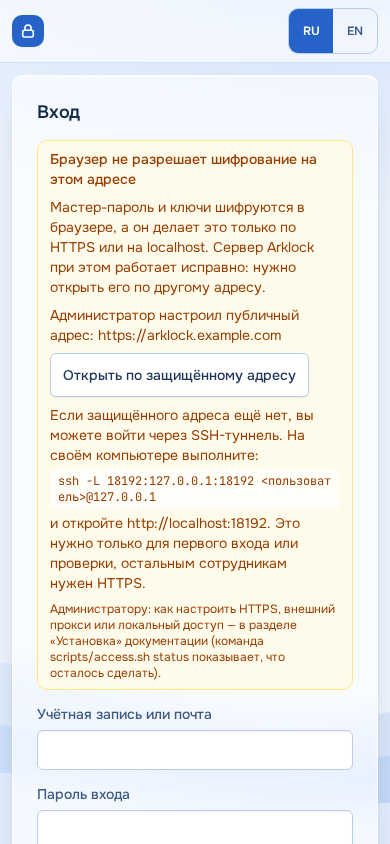 RU EN
Вход
Браузер не разрешает шифрование на
этом адресе
Мастер-пароль и ключи шифруются в
браузере, а он делает это только по
HTTPS или на localhost. Сервер Arklock
при этом работает исправно: нужно
открыть его по другому адресу.
Администратор настроил публичный
адрес: https://arklock.example.com
Открыть по защищённому адресу
Если защищённого адреса ещё нет, вы
можете войти через SSH-туннель. На
своём компьютере выполните:
ssh -L 18192:127.0.0.1:18192 <пользоват
ель>@127.0.0.1
и откройте http://localhost:18192. Это
нужно только для первого входа или
проверки, остальным сотрудникам
нужен HTTPS.
Администратору: как настроить HTTPS, внешний
прокси или локальный доступ — в разделе
«Установка» документации (команда
scripts/access.sh status показывает, что
осталось сделать).
Учётная запись или почта
Пароль входа